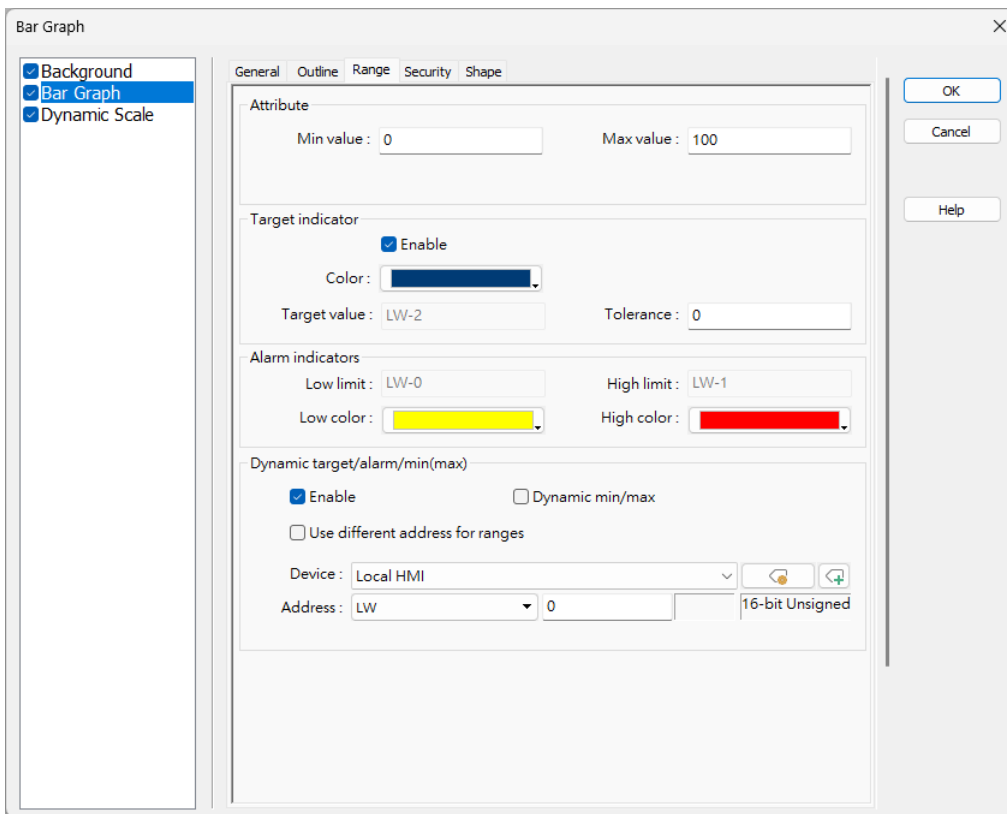 Bar Graph
Background
Bar Graph
Dynamic Scale
General Outline Range Security Shape
OK
Cancel
Help
Attribute
Min value : 0 Max value : 100
Target indicator
Enable
Color :
Target value : LW-2 Tolerance : 0
Alarm indicators
Low limit : LW-0 High limit : LW-1
Low color : High color :
Dynamic target/alarm/min(max)
Enable Dynamic min/max
Use different address for ranges
Device : Local HMI
Address : LW 0 16-bit Unsigned